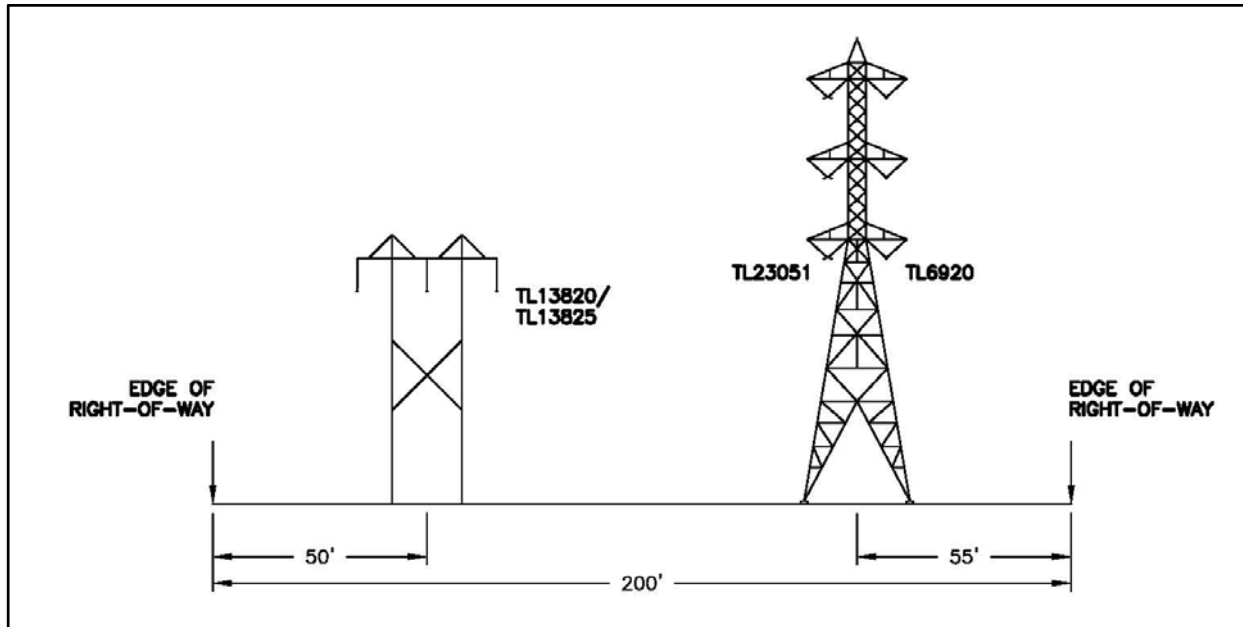 TL23051
TL6920
TL13820/
TL13825
EDGE OF
RIGHT-OF-WAY
EDGE OF
RIGHT-OF-WAY
50'
55'
200'